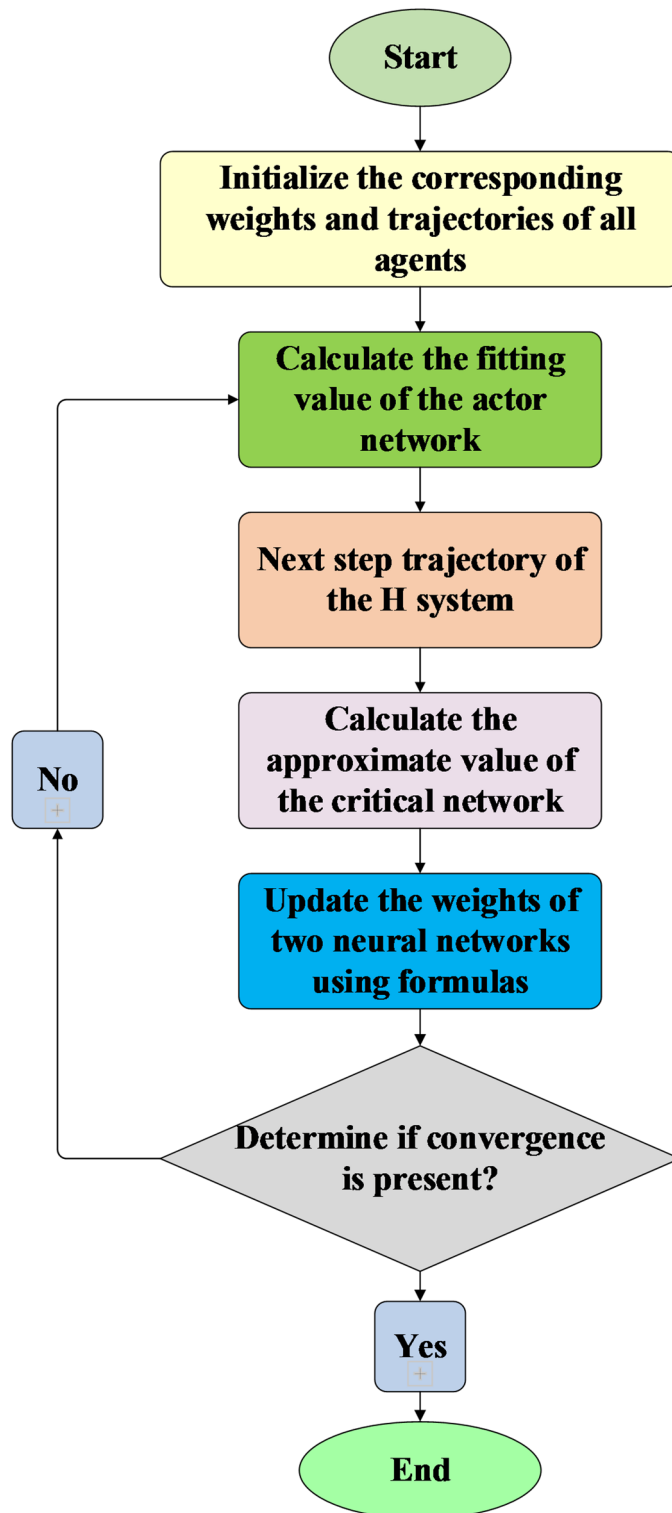 Start
Initialize the corresponding
weights and trajectories of all
agents
Calculate the fitting
value of the actor
network
Next step trajectory of
the H system
Calculate the
approximate value of
the critical network
No
Update the weights of
two neural networks
using formulas
Determine if convergence
is present?
Yes
End